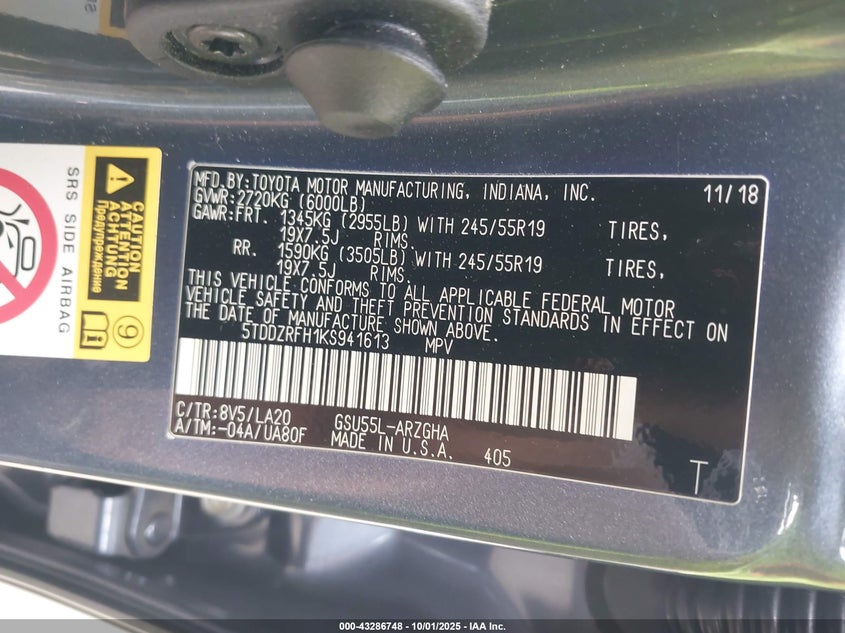 SRS SIDE AIRBAG
CAUTION
ATTENTION
ACHTUNG
Предупреждение
9
MFD.BY:TOYOTA MOTOR MANUFACTURING, INDIANA, INC. 11/18
GVWR:2720KG (6000LB)
GAWR:FRT. 1345KG (2955LB) WITH 245/55R19 TIRES,
19X7.5J RIMS.
RR. 1590KG (3505LB) WITH 245/55R19 TIRES,
19X7.5J RIMS.
THIS VEHICLE CONFORMS TO ALL APPLICABLE FEDERAL MOTOR
VEHICLE SAFETY AND THEFT PREVENTION STANDARDS IN EFFECT ON
THE DATE OF MANUFACTURE SHOWN ABOVE.
5TDDZRFH1KS941613 MPV
C/TR:8V5/LA20 GSU55L-ARZGHA
A/TM:-04A/UA80F MADE IN U.S.A. 405
T
000-43286748 - 10/01/2025 - IAA Inc.